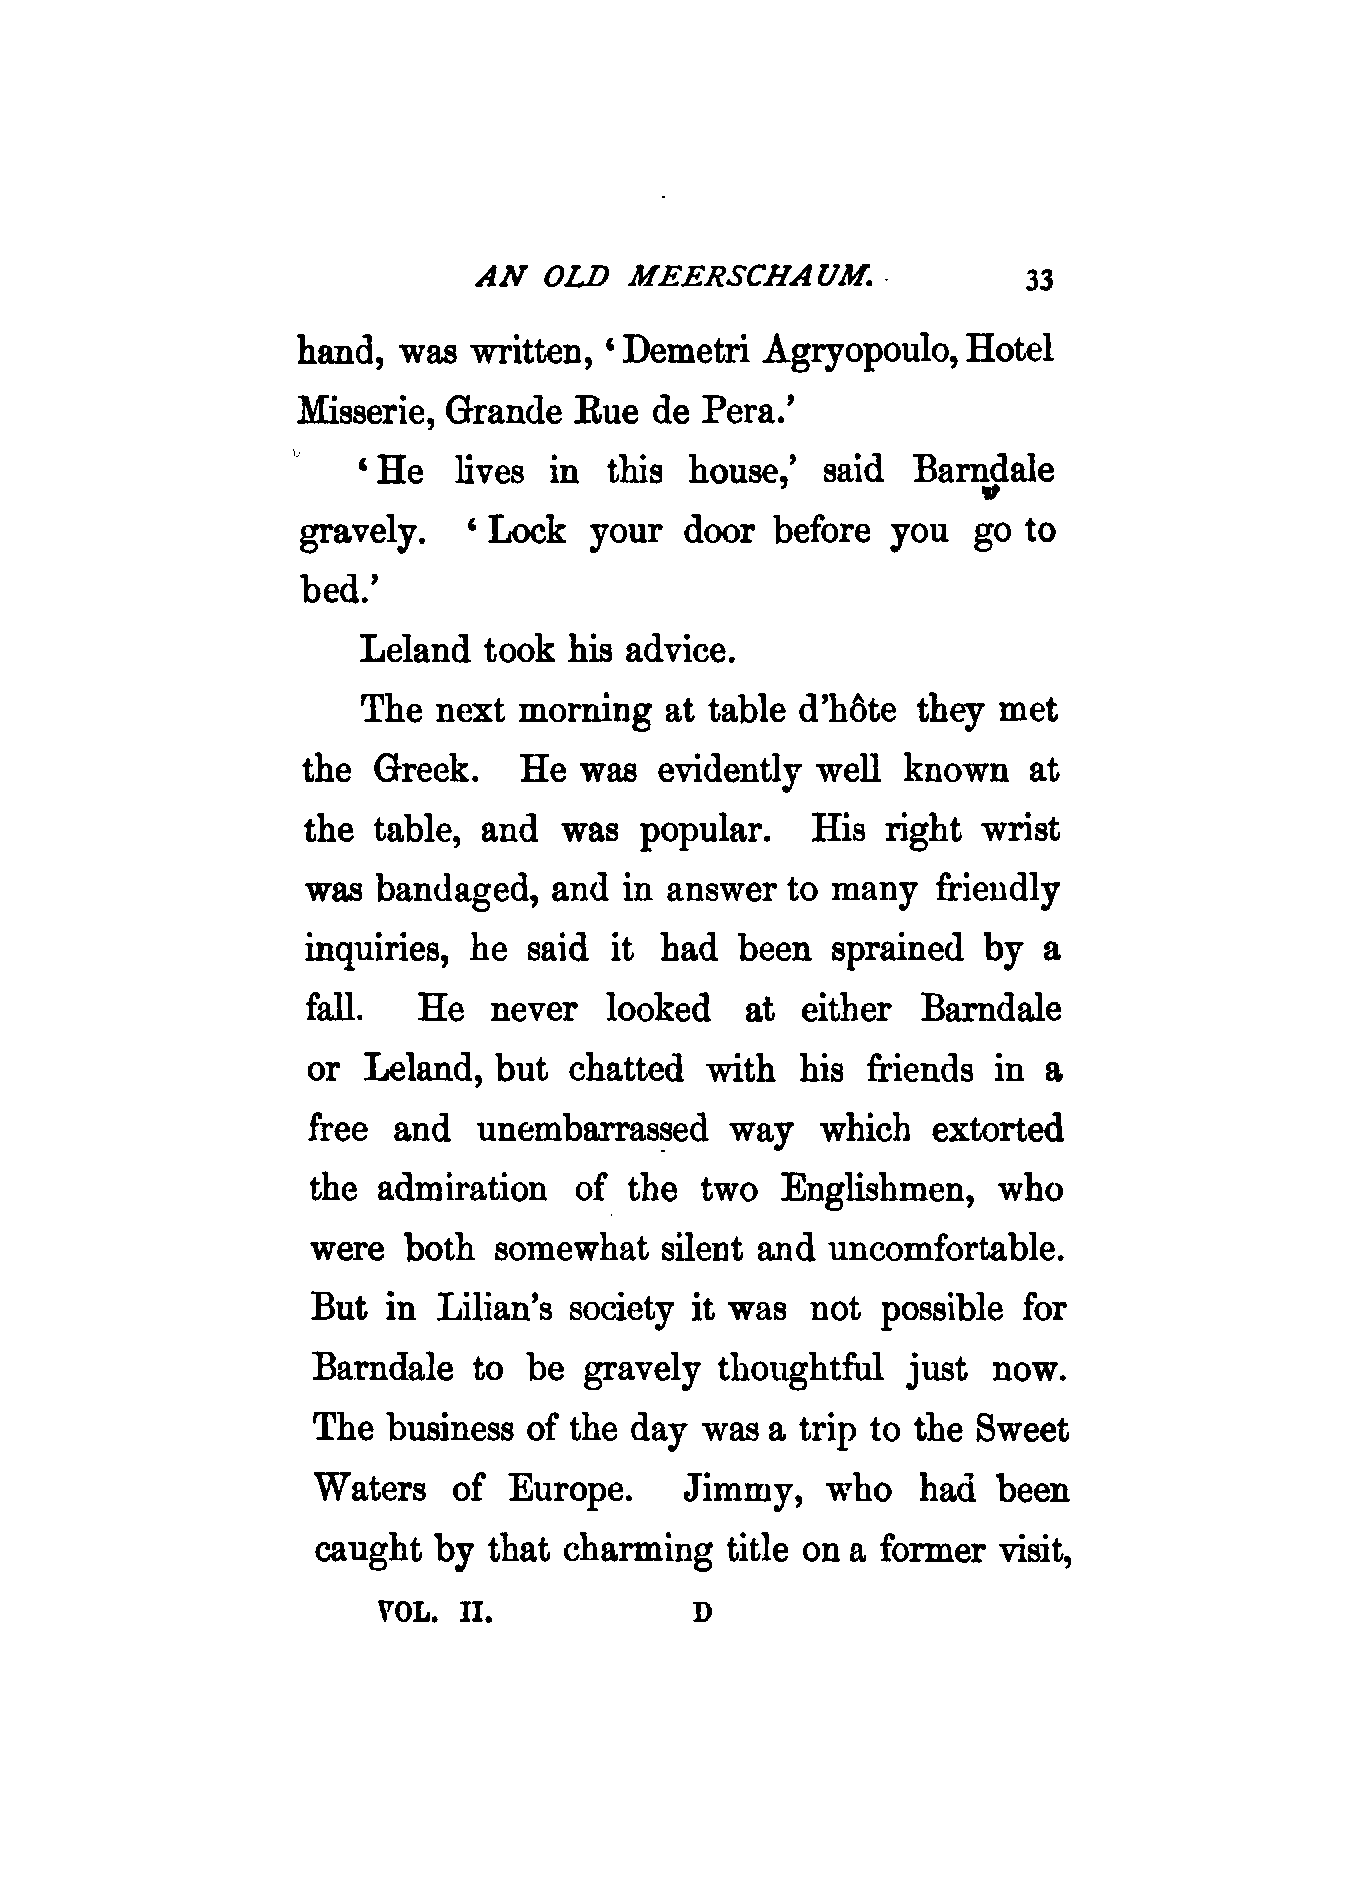 AN OLD MEERSCHAUM. 33
hand, was written, ‘ Demetri Agryopoulo, Hotel
Misserie, Grande Rue de Pera.’
‘ He lives in this house,’ said Barndale
gravely. ‘ Lock your door before you go to
bed.’
Leland took his advice.
The next morning at table d’hôte they met
the Greek. He was evidently well known at
the table, and was popular. His right wrist
was bandaged, and in answer to many friendly
inquiries, he said it had been sprained by a
fall. He never looked at either Barndale
or Leland, but chatted with his friends in a
free and unembarrassed way which extorted
the admiration of the two Englishmen, who
were both somewhat silent and uncomfortable.
But in Lilian’s society it was not possible for
Barndale to be gravely thoughtful just now.
The business of the day was a trip to the Sweet
Waters of Europe. Jimmy, who had been
caught by that charming title on a former visit,
VOL. II. D